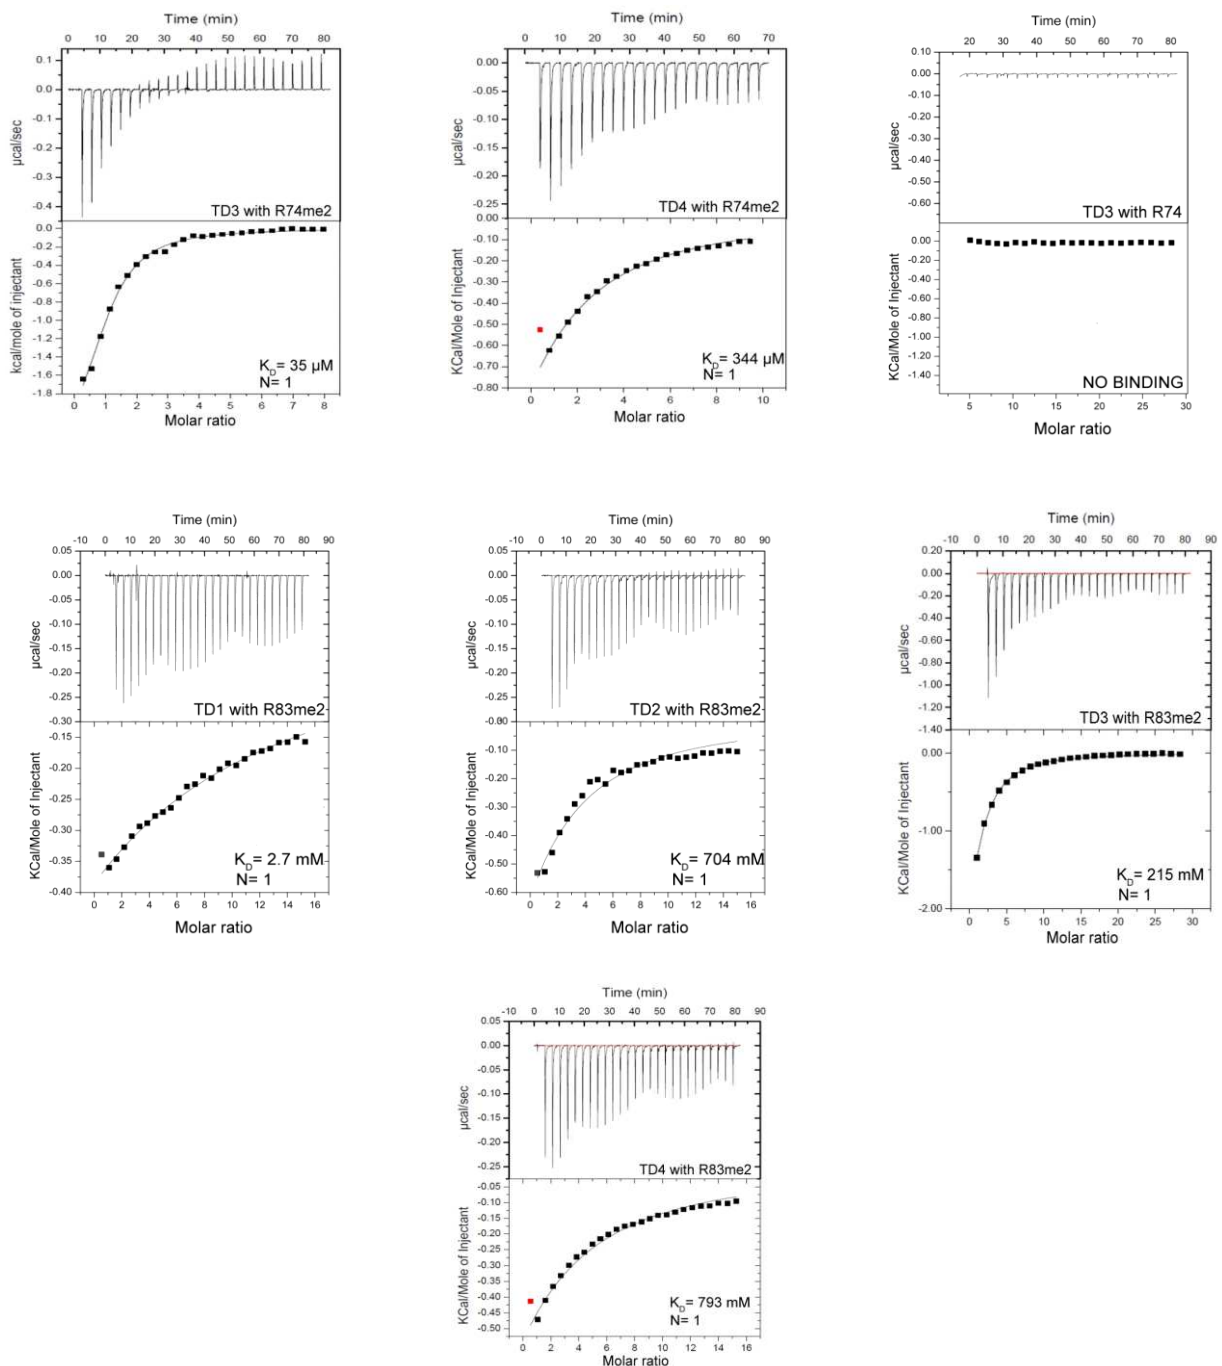 Time (min)
0 10 20 30 40 50 60 70 80
0.1
0.0
-0.1
-0.2
-0.3
-0.4
µcal/sec
TD3 with R74me2
0.0
-0.2
-0.4
-0.6
-0.8
-1.0
-1.2
-1.4
-1.6
-1.8
kcal/mole of injectant
K_D= 35 µM
N= 1
0 1 2 3 4 5 6 7 8
Molar ratio
Time (min)
0 10 20 30 40 50 60 70
0.00
-0.05
-0.10
-0.15
-0.20
-0.25
µcal/sec
TD4 with R74me2
0.00
-0.10
-0.20
-0.30
-0.40
-0.50
-0.60
-0.70
-0.80
KCal/Mole of Injectant
K_D= 344 µM
N= 1
0 2 4 6 8 10
Molar ratio
Time (min)
20 30 40 50 60 70 80
0.10
0.00
-0.10
-0.20
-0.30
-0.40
-0.50
-0.60
µcal/sec
TD3 with R74
0.00
-0.20
-0.40
-0.60
-0.80
-1.00
-1.20
-1.40
KCal/Mole of Injectant
NO BINDING
5 10 15 20 25 30
Molar ratio
Time (min)
-10 0 10 20 30 40 50 60 70 80 90
0.05
0.00
-0.05
-0.10
-0.15
-0.20
-0.25
-0.30
µcal/sec
TD1 with R83me2
-0.15
-0.20
-0.25
-0.30
-0.35
-0.40
KCal/Mole of Injectant
K_D= 2.7 mM
N= 1
0 2 4 6 8 10 12 14 16
Molar ratio
Time (min)
-10 0 10 20 30 40 50 60 70 80 90
0.05
0.00
-0.05
-0.10
-0.15
-0.20
-0.25
µcal/sec
TD2 with R83me2
-0.10
-0.20
-0.30
-0.40
-0.50
-0.60
KCal/Mole of Injectant
K_D= 704 mM
N= 1
0 2 4 6 8 10 12 14 16
Molar ratio
Time (min)
-10 0 10 20 30 40 50 60 70 80 90
0.20
0.00
-0.20
-0.40
-0.60
-0.80
-1.00
-1.20
-1.40
µcal/sec
TD3 with R83me2
0.00
-1.00
-2.00
KCal/Mole of Injectant
K_D= 215 mM
N= 1
0 5 10 15 20 25 30
Molar ratio
Time (min)
-10 0 10 20 30 40 50 60 70 80 90
0.05
0.00
-0.05
-0.10
-0.15
-0.20
-0.25
µcal/sec
TD4 with R83me2
-0.05
-0.10
-0.15
-0.20
-0.25
-0.30
-0.35
-0.40
-0.45
-0.50
KCal/Mole of Injectant
K_D= 793 mM
N= 1
0 2 4 6 8 10 12 14 16
Molar ratio